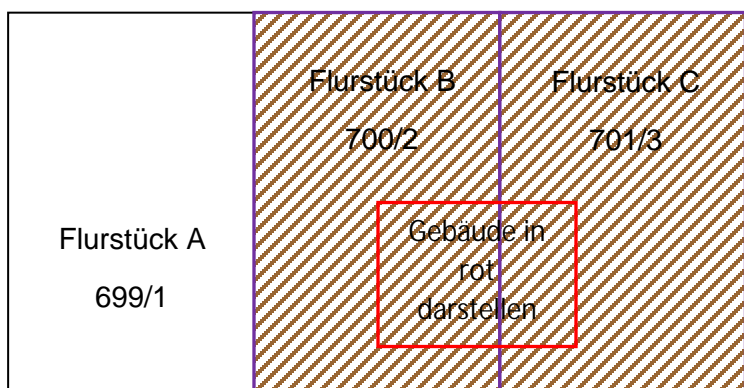 Flurstück B
700/2
Flurstück C
701/3
Flurstück A
699/1
Gebäude in
rot
darstellen